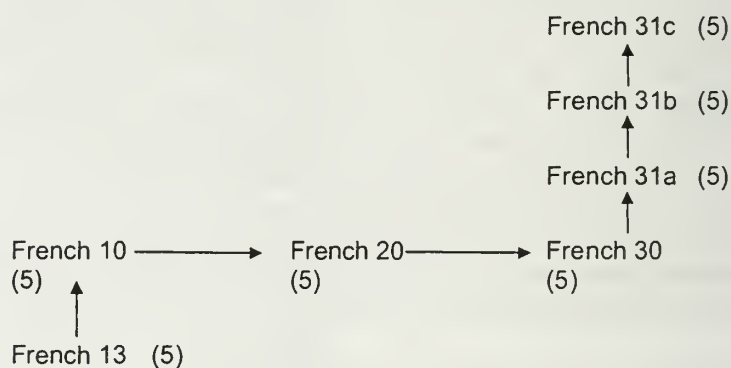 French 31c (5)
French 31b (5)
French 31a (5)
French 10 French 20 French 30
(5) (5) (5)
French 13 (5)